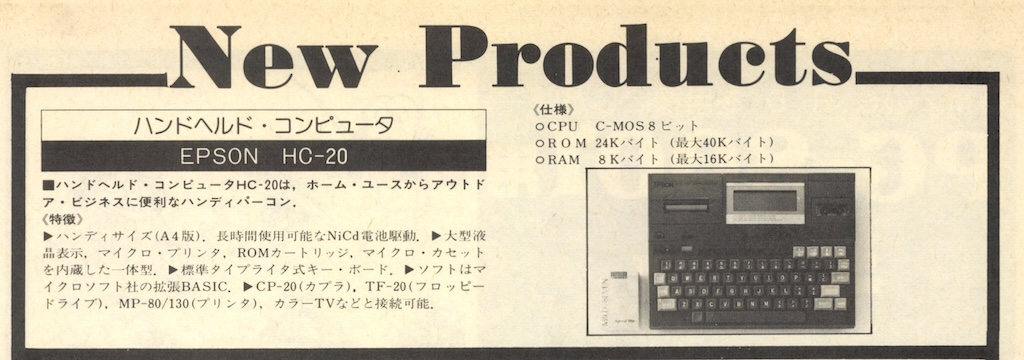 New Products
ハンドヘルド・コンピュータ
EPSON HC-20
■ハンドヘルド・コンピュータHC-20は，ホーム・ユースからアウトド
ア・ビジネスに便利なハンディパーコン．
《特徴》
▶ハンディサイズ(A4版)．長時間使用可能なNiCd電池駆動．▶大型液
晶表示，マイクロ・プリンタ，ROMカートリッジ，マイクロ・カセット
を内蔵した一体型．▶標準タイプライタ式キー・ボード．▶ソフトはマ
イクロソフト社の拡張BASIC．▶CP-20(カプラ)，TF-20(フロッピー
ドライブ)，MP-80/130(プリンタ)，カラーTVなどと接続可能．
《仕様》
○CPU C-MOS8ビット
○ROM 24Kバイト (最大40Kバイト)
○RAM 8Kバイト (最大16Kバイト)
EPSON